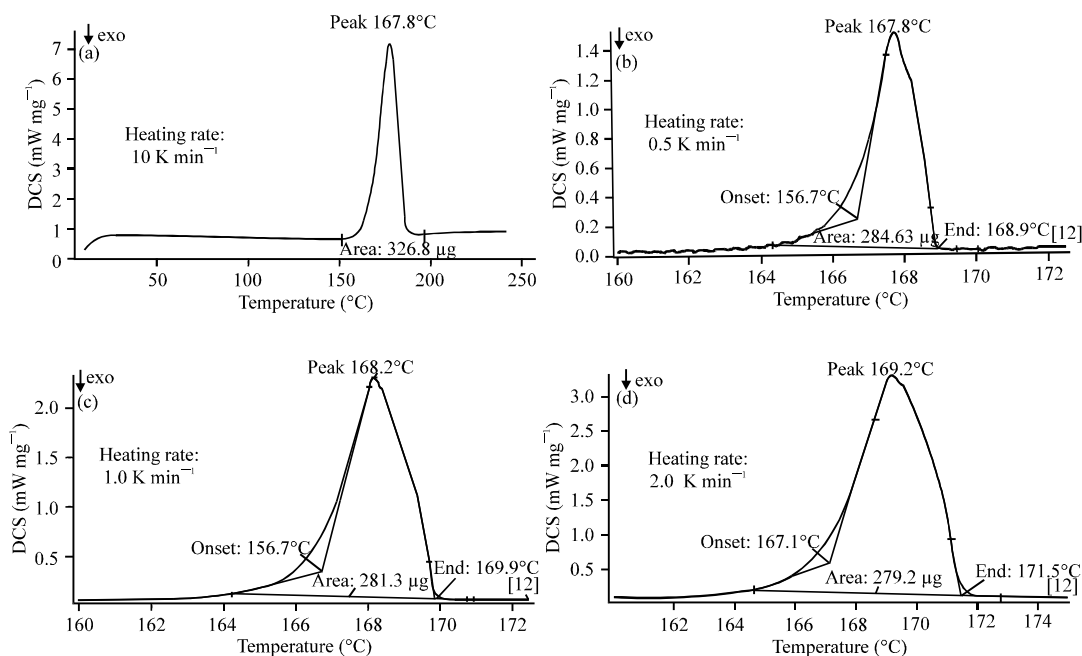 Peak 167.8°C
exo
(a)
7
6
5
4
3
2
1
0
DCS (mW mg⁻¹)
Heating rate:
10 K min⁻¹
Area: 326.8 µg
50
100
150
200
250
Temperature (°C)
Peak 167.8°C
exo
(b)
1.4
1.2
1.0
0.8
0.6
0.4
0.2
0.0
DCS (mW mg⁻¹)
Heating rate:
0.5 K min⁻¹
Onset: 156.7°C
Area: 284.63 µg
End: 168.9°C
[12]
160
162
164
166
168
170
172
Temperature (°C)
Peak 168.2°C
exo
(c)
2.0
1.5
1.0
0.5
DCS (mW mg⁻¹)
Heating rate:
1.0 K min⁻¹
Onset: 156.7°C
Area: 281.3 µg
End: 169.9°C
[12]
160
162
164
166
168
170
172
Temperature (°C)
Peak 169.2°C
exo
(d)
3.0
2.5
2.0
1.5
1.0
0.5
DCS (mW mg⁻¹)
Heating rate:
2.0 K min⁻¹
Onset: 167.1°C
Area: 279.2 µg
End: 171.5°C
[12]
162
164
166
168
170
172
174
Temperature (°C)